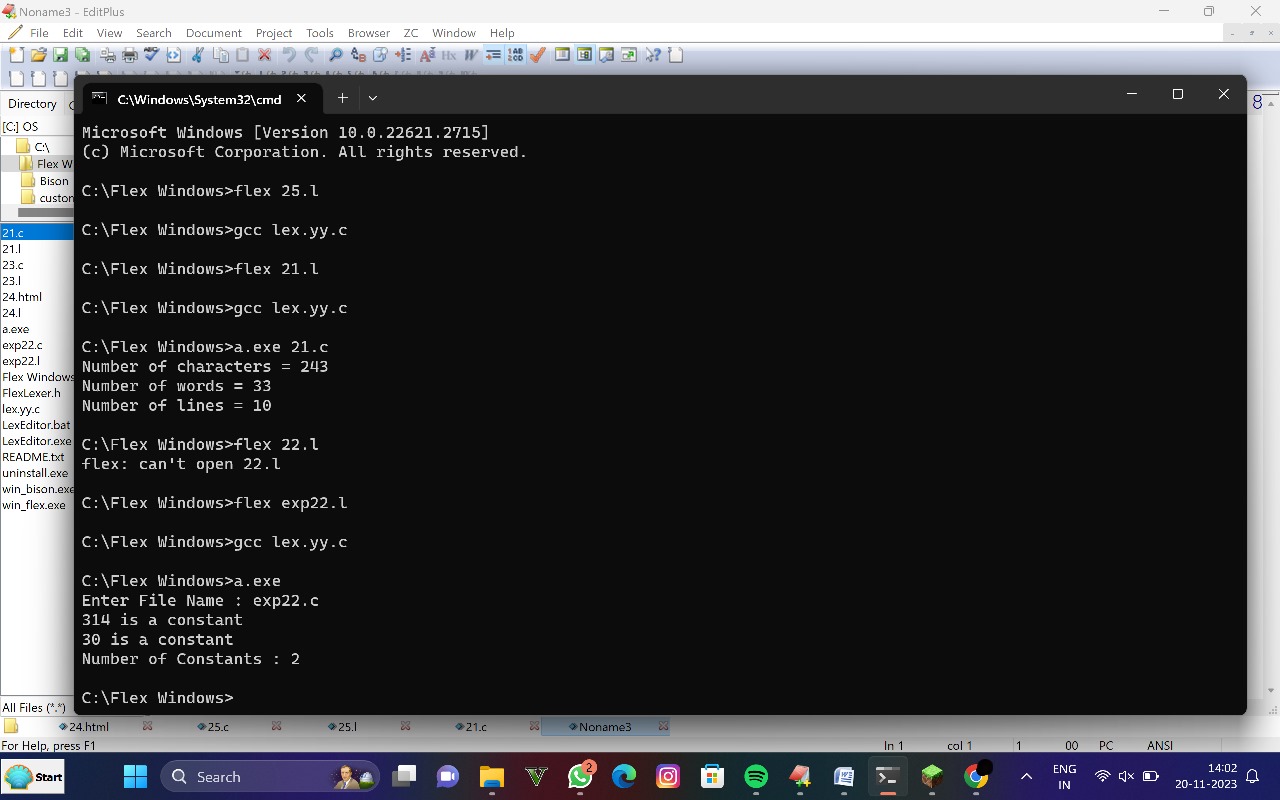 Noname3 - EditPlus
File Edit View Search Document Project Tools Browser ZC Window Help
Directory
[C:] OS
C:\
Flex W
Bison
custon
21.c
21.l
23.c
23.l
24.html
24.l
a.exe
exp22.c
exp22.l
Flex Windows
FlexLexer.h
lex.yy.c
LexEditor.bat
LexEditor.exe
README.txt
uninstall.exe
win_bison.exe
win_flex.exe
All Files (*.*)
C:\Windows\System32\cmd
8
Microsoft Windows [Version 10.0.22621.2715]
(c) Microsoft Corporation. All rights reserved.
C:\Flex Windows>flex 25.l
C:\Flex Windows>gcc lex.yy.c
C:\Flex Windows>flex 21.l
C:\Flex Windows>gcc lex.yy.c
C:\Flex Windows>a.exe 21.c
Number of characters = 243
Number of words = 33
Number of lines = 10
C:\Flex Windows>flex 22.l
flex: can't open 22.l
C:\Flex Windows>flex exp22.l
C:\Flex Windows>gcc lex.yy.c
C:\Flex Windows>a.exe
Enter File Name : exp22.c
314 is a constant
30 is a constant
Number of Constants : 2
C:\Flex Windows>
24.html 25.c 25.l 21.c Noname3
For Help, press F1 ln 1 col 1 1 00 PC ANSI
Start Search 2 ENG IN 14:02 20-11-2023